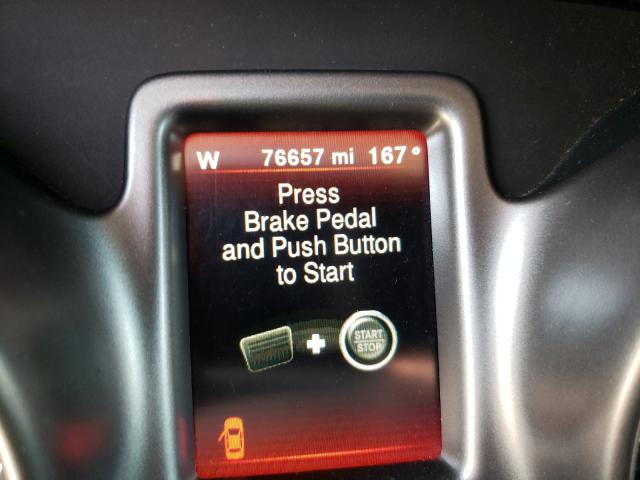 W 76657 mi 167°
Press
Brake Pedal
and Push Button
to Start
START
STOP